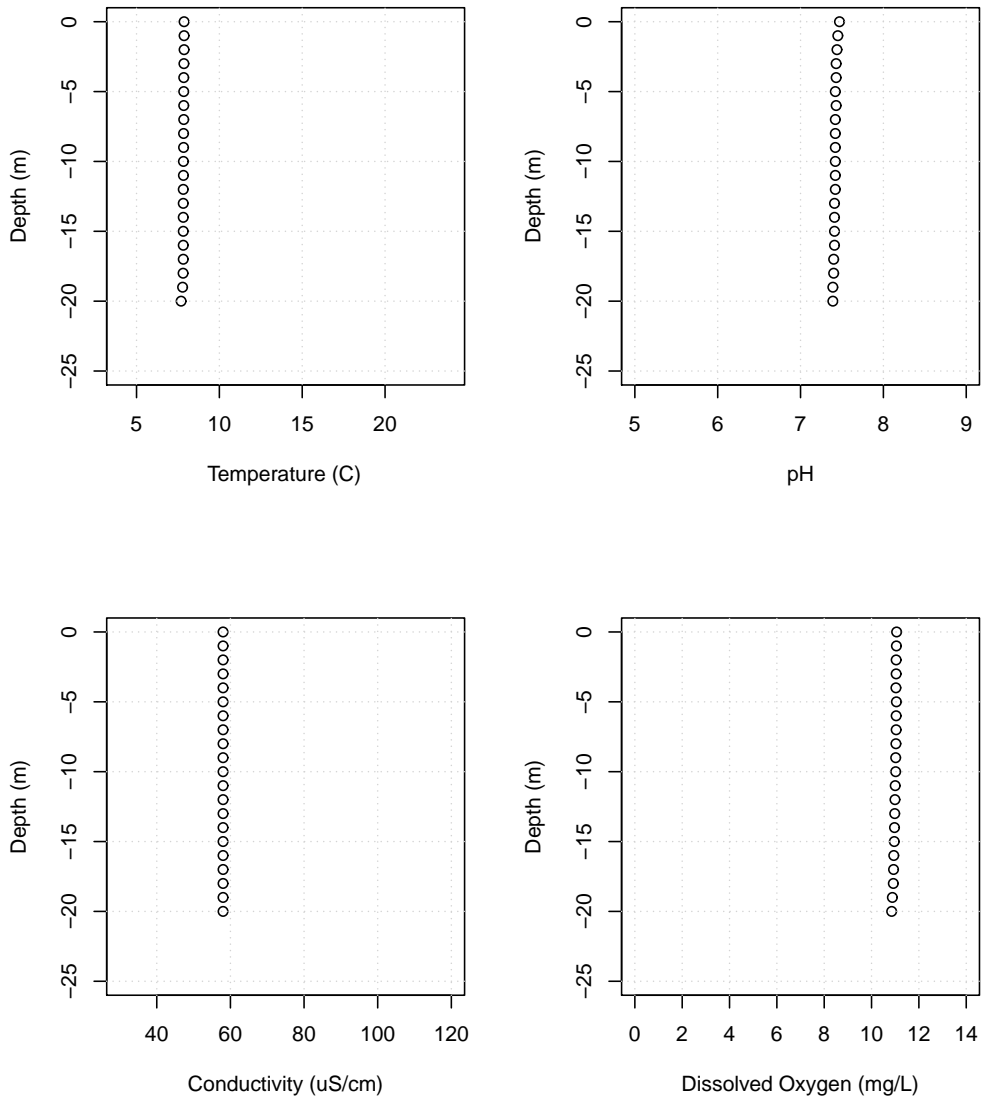 0
−5
−10
−15
−20
−25
Depth (m)
5 10 15 20
Temperature (C)
0
−5
−10
−15
−20
−25
Depth (m)
5 6 7 8 9
pH
0
−5
−10
−15
−20
−25
Depth (m)
40 60 80 100 120
Conductivity (uS/cm)
0
−5
−10
−15
−20
−25
Depth (m)
0 2 4 6 8 10 12 14
Dissolved Oxygen (mg/L)